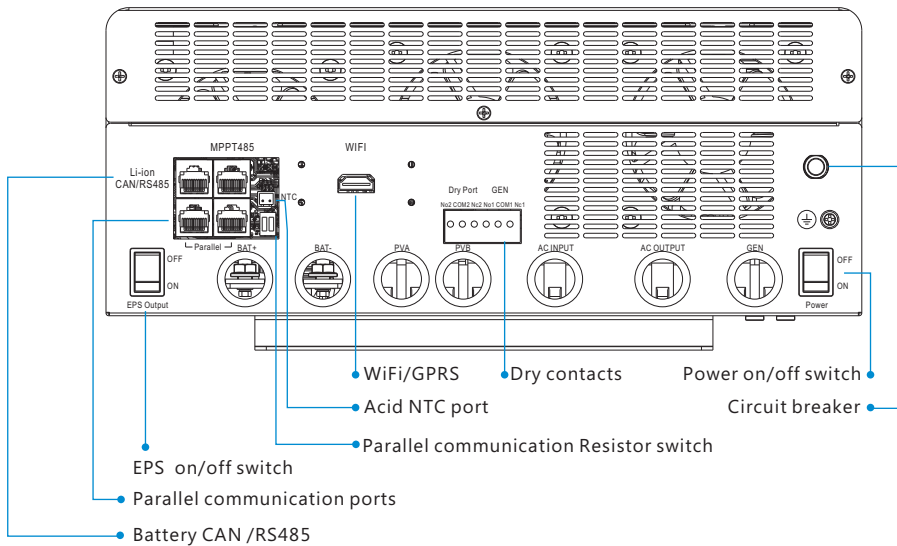 MPPT485
WIFI
Li-ion
CAN/RS485
NTC
Dry Port GEN
No2 COM2 Nc2 No1 COM1 Nc1
Parallel
BAT+
BAT-
PVA
PVB
AC INPUT
AC OUTPUT
GEN
OFF
ON
EPS Output
OFF
ON
Power
WiFi/GPRS
Dry contacts
Power on/off switch
Acid NTC port
Circuit breaker
Parallel communication Resistor switch
EPS on/off switch
Parallel communication ports
Battery CAN /RS485